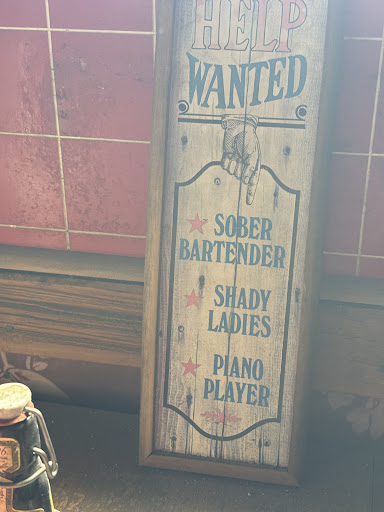 HELP
WANTED
SOBER
BARTENDER
SHADY
LADIES
PIANO
PLAYER